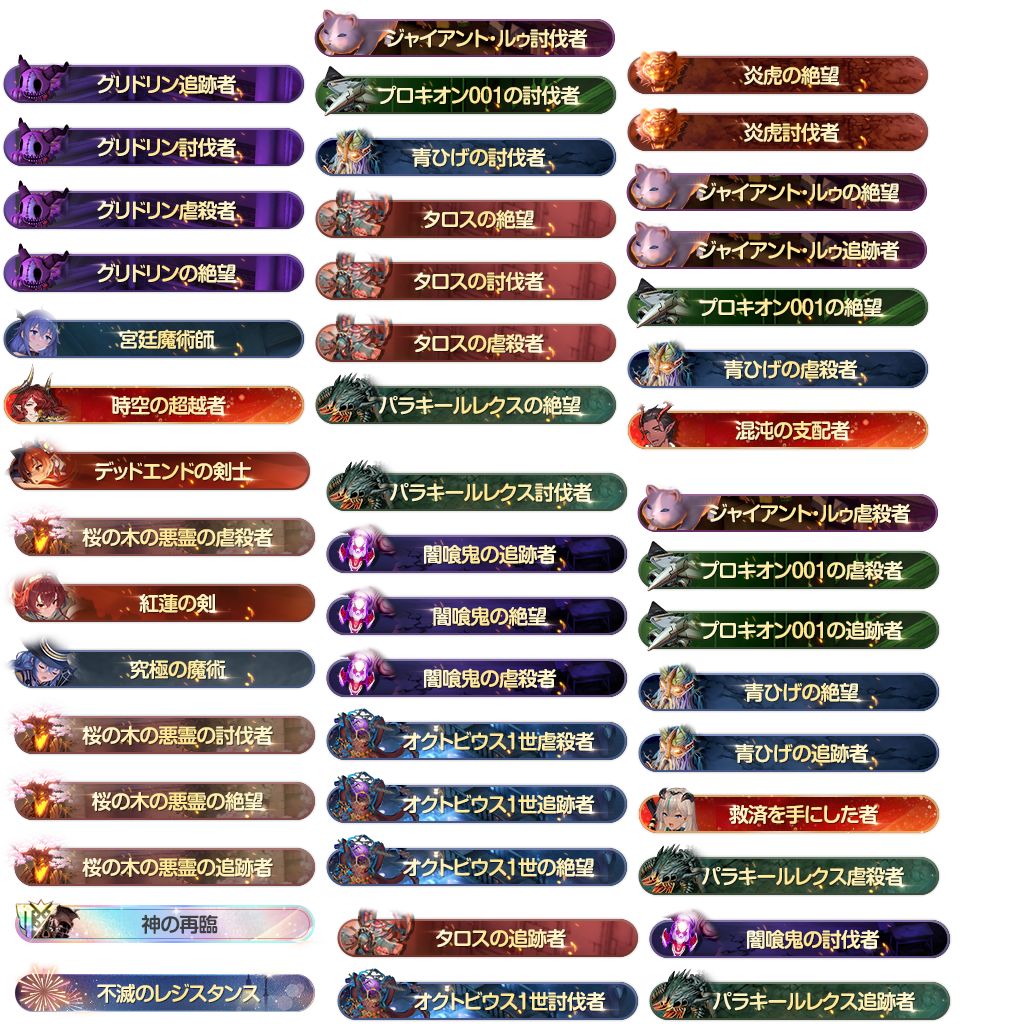 グリドリン追跡者
グリドリン討伐者
グリドリン虐殺者
グリドリンの絶望
宮廷魔術師
時空の超越者
デッドエンドの剣士
桜の木の悪霊の虐殺者
紅蓮の剣
究極の魔術
桜の木の悪霊の討伐者
桜の木の悪霊の絶望
桜の木の悪霊の追跡者
神の再臨
不滅のレジスタンス
ジャイアント・ルゥ討伐者
プロキオン001の討伐者
青ひげの討伐者
タロスの絶望
タロスの討伐者
タロスの虐殺者
パラキールレクスの絶望
パラキールレクス討伐者
闇喰鬼の追跡者
闇喰鬼の絶望
闇喰鬼の虐殺者
オクトビウス1世虐殺者
オクトビウス1世追跡者
オクトビウス1世の絶望
タロスの追跡者
オクトビウス1世討伐者
炎虎の絶望
炎虎討伐者
ジャイアント・ルゥの絶望
ジャイアント・ルゥ追跡者
プロキオン001の絶望
青ひげの虐殺者
混沌の支配者
ジャイアント・ルゥ虐殺者
プロキオン001の虐殺者
プロキオン001の追跡者
青ひげの絶望
青ひげの追跡者
救済を手にした者
パラキールレクス虐殺者
闇喰鬼の討伐者
パラキールレクス追跡者